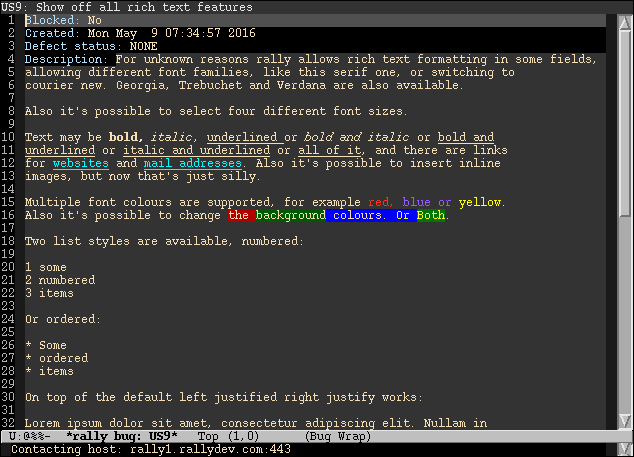 US9: Show off all rich text features
1 Blocked: No
2 Created: Mon May  9 07:34:57 2016
3 Defect status: NONE
4 Description: For unknown reasons rally allows rich text formatting in some fields,
5 allowing different font families, like this serif one, or switching to
6 courier new. Georgia, Trebuchet and Verdana are also available.
7
8 Also it's possible to select four different font sizes.
9
10 Text may be bold, italic, underlined or bold and italic or bold and
11 underlined or italic and underlined or all of it, and there are links
12 for websites and mail addresses. Also it's possible to insert inline
13 images, but now that's just silly.
14
15 Multiple font colours are supported, for example red, blue or yellow.
16 Also it's possible to change the background colours. Or Both.
17
18 Two list styles are available, numbered:
19
20 1 some
21 2 numbered
22 3 items
23
24 Or ordered:
25
26 * Some
27 * ordered
28 * items
29
30 On top of the default left justified right justify works:
31
32 Lorem ipsum dolor sit amet, consectetur adipiscing elit. Nullam in
U:@%%-  *rally bug: US9*   Top (1,0)      (Bug Wrap)
Contacting host: rally1.rallydev.com:443